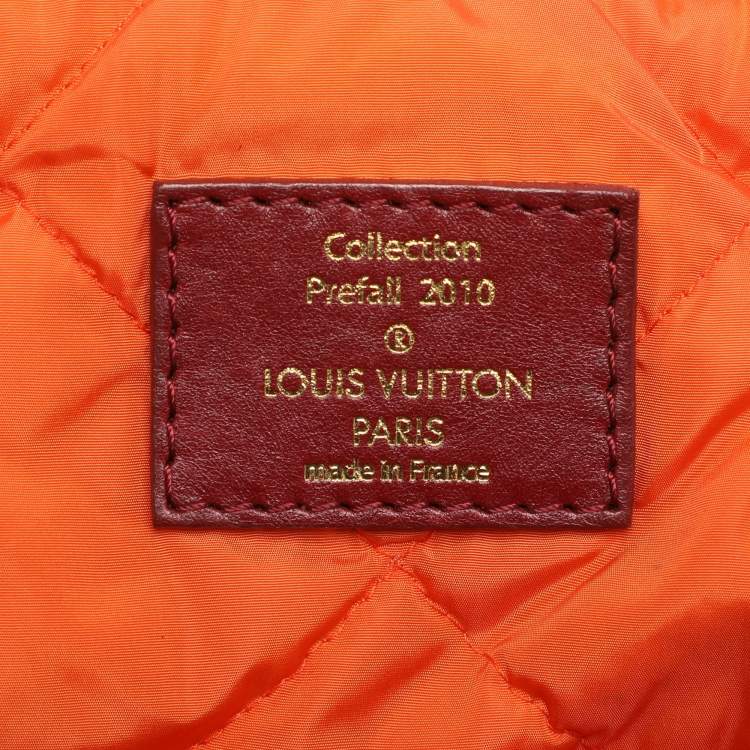 Collection
Prefall 2010
®
LOUIS VUITTON
PARIS
made in France